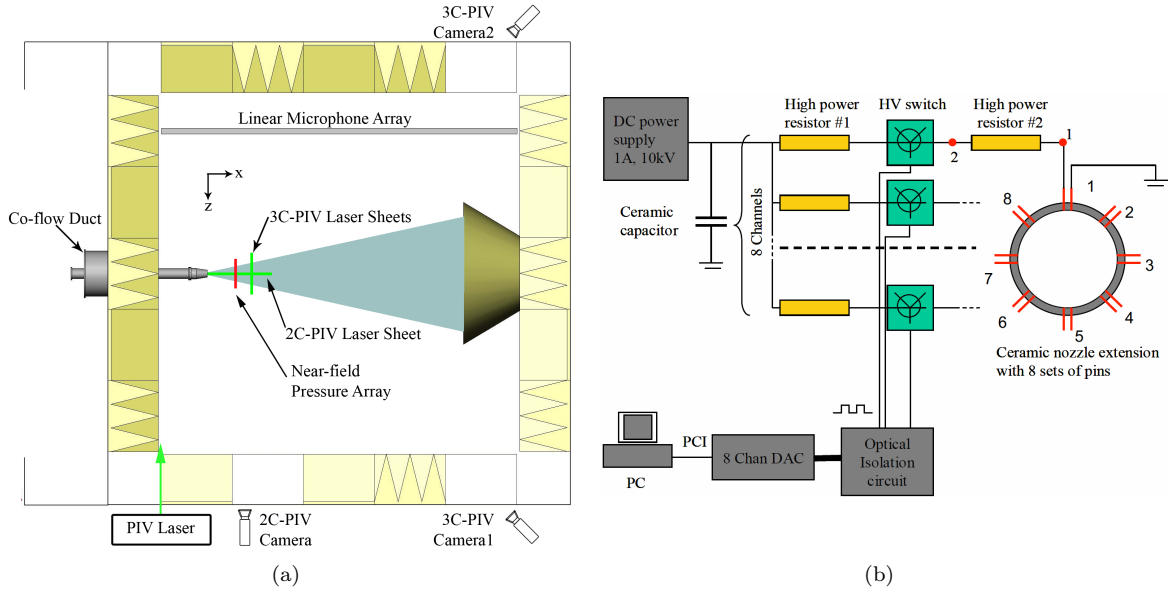 3C-PIV
Camera2
Linear Microphone Array
x
z
Co-flow Duct
3C-PIV Laser Sheets
2C-PIV Laser Sheet
Near-field
Pressure Array
PIV Laser
2C-PIV
Camera
3C-PIV
Camera1
(a)
DC power
supply
1A, 10kV
High power
resistor #1
HV switch
High power
resistor #2
1
2
Ceramic
capacitor
8 Channels
1
2
3
4
5
6
7
8
Ceramic nozzle extension
with 8 sets of pins
PC
PCI
8 Chan DAC
Optical
Isolation
circuit
(b)